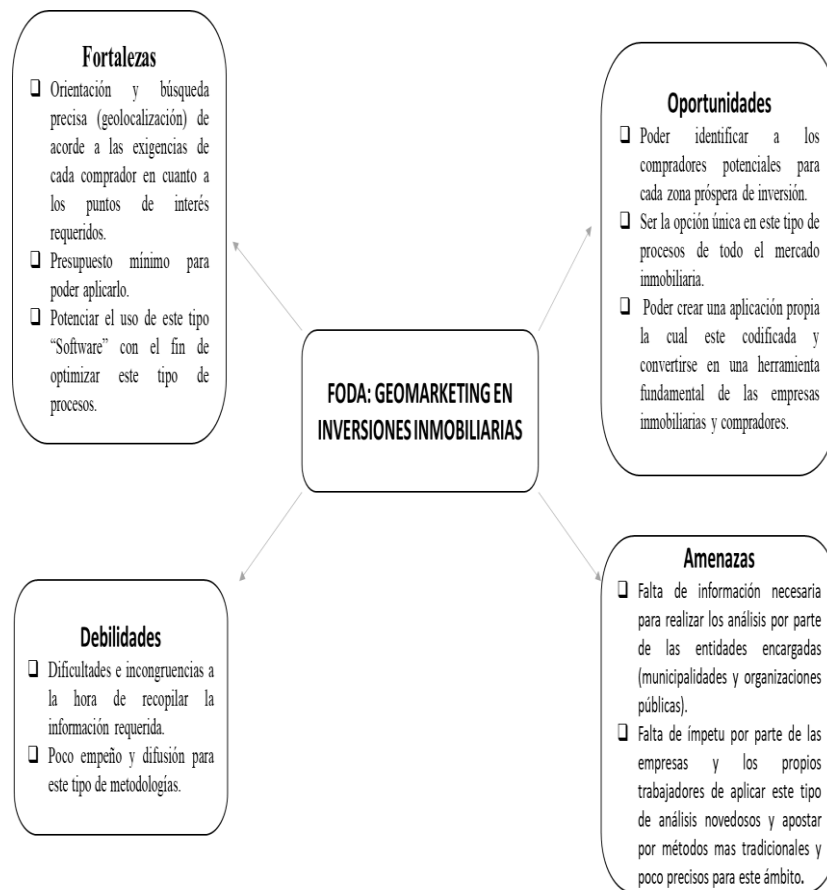 Fortalezas
❑ Orientación y búsqueda
precisa (geolocalización) de
acorde a las exigencias de
cada comprador en cuanto a
los puntos de interés
requeridos.
❑ Presupuesto mínimo para
poder aplicarlo.
❑ Potenciar el uso de este tipo
“Software” con el fin de
optimizar este tipo de
procesos.
Oportunidades
❑ Poder identificar a los
compradores potenciales para
cada zona próspera de inversión.
❑ Ser la opción única en este tipo de
procesos de todo el mercado
inmobiliaria.
❑ Poder crear una aplicación propia
la cual este codificada y
convertirse en una herramienta
fundamental de las empresas
inmobiliarias y compradores.
FODA: GEOMARKETING EN
INVERSIONES INMOBILIARIAS
Debilidades
❑ Dificultades e incongruencias a
la hora de recopilar la
información requerida.
❑ Poco empeño y difusión para
este tipo de metodologías.
Amenazas
❑ Falta de información necesaria
para realizar los análisis por parte
de las entidades encargadas
(municipalidades y organizaciones
públicas).
❑ Falta de ímpetu por parte de las
empresas y los propios
trabajadores de aplicar este tipo
de análisis novedosos y apostar
por métodos mas tradicionales y
poco precisos para este ámbito.